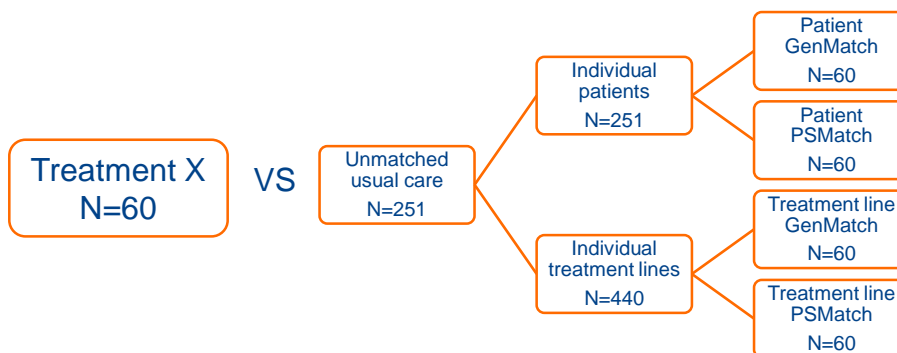 Treatment X
N=60
VS
Unmatched
usual care
N=251
Individual
patients
N=251
Individual
treatment lines
N=440
Patient
GenMatch
N=60
Patient
PSMatch
N=60
Treatment line
GenMatch
N=60
Treatment line
PSMatch
N=60